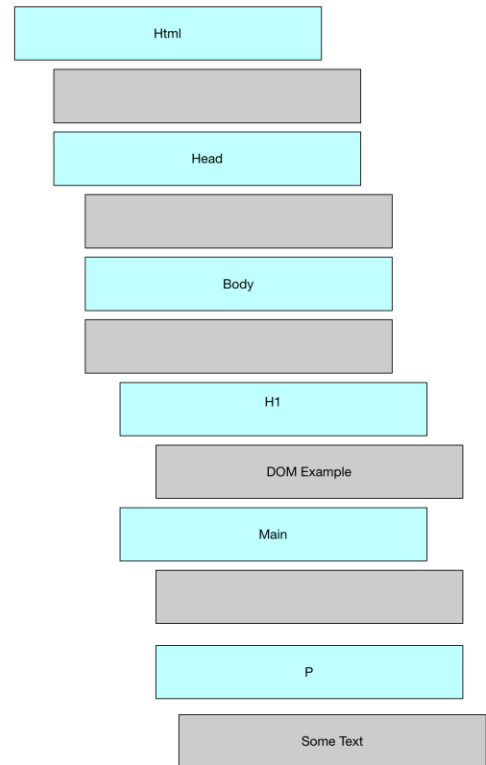 Html
Head
Body
H1
DOM Example
Main
P
Some Text